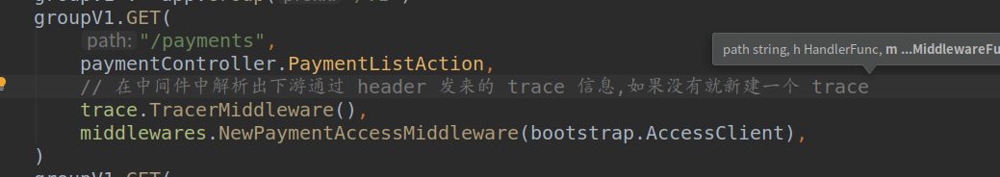 groupV1.GET(
path: "/payments",
path string, h HandlerFunc, m ...MiddlewareFu
paymentController.PaymentListAction,
// 在中间件中解析出下游通过 header 发来的 trace 信息,如果没有就新建一个 trace
trace.TracerMiddleware(),
middlewares.NewPaymentAccessMiddleware(bootstrap.AccessClient),
)